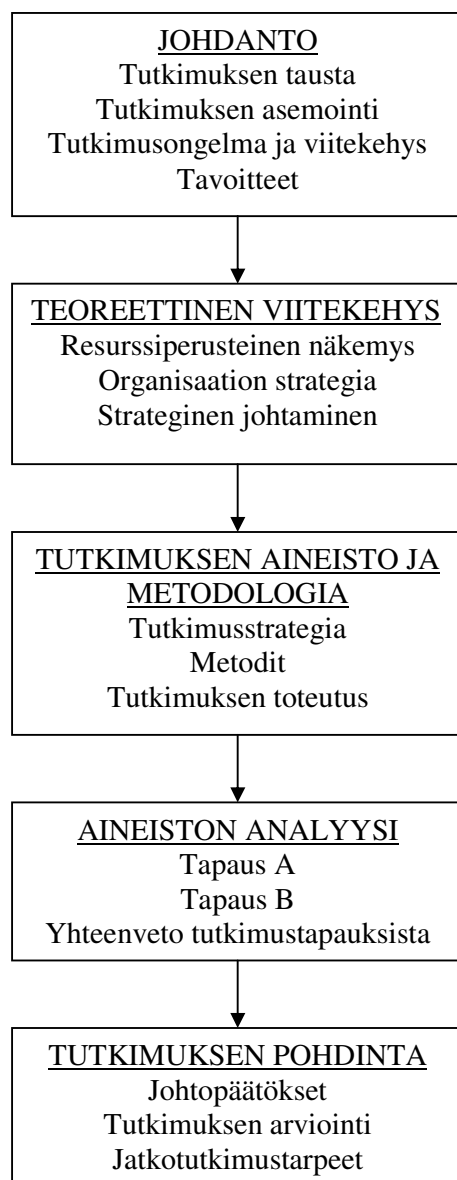 JOHDANTO
Tutkimuksen tausta
Tutkimuksen asemointi
Tutkimusongelma ja viitekehys
Tavoitteet
TEOREETTINEN VIITEKEHYS
Resurssiperusteinen näkemys
Organisaation strategia
Strateginen johtaminen
TUTKIMUKSEN AINEISTO JA
METODOLOGIA
Tutkimusstrategia
Metodit
Tutkimuksen toteutus
AINEISTON ANALYYSI
Tapaus A
Tapaus B
Yhteenveto tutkimustapauksista
TUTKIMUKSEN POHDINTA
Johtopäätökset
Tutkimuksen arviointi
Jatkotutkimustarpeet